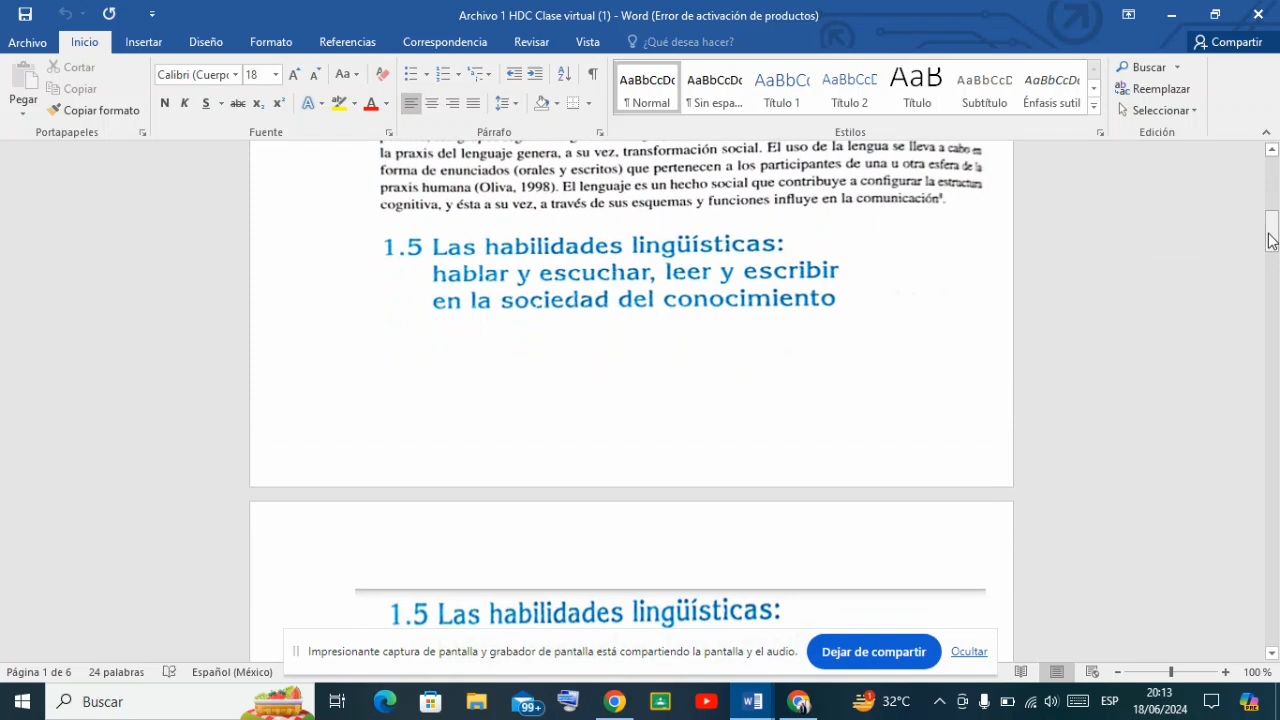 Archivo 1 HDC Clase virtual (1) - Word (Error de activación de productos)
Archivo Inicio Insertar Diseño Formato Referencias Correspondencia Revisar Vista ¿Qué desea hacer? Compartir
Pegar
Cortar
Copiar
Copiar formato
Portapapeles
Calibri (Cuerpo 18
Aa
N K S abc x₂ x² A A
Fuente
Párrafo
AaBbCcDc AaBbCcDc AaBbCc AaBbCcD AaB AaBbCcD AaBbCcDc
¶ Normal ¶ Sin espa... Título 1 Título 2 Título Subtítulo Énfasis sutil
Estilos
Buscar
Reemplazar
Seleccionar
Edición
la praxis del lenguaje genera, a su vez, transformación social. El uso de la lengua se lleva a cabo en
forma de enunciados (orales y escritos) que pertenecen a los participantes de una u otra esfera de la
praxis humana (Oliva, 1998). El lenguaje es un hecho social que contribuye a configurar la estructura
cognitiva, y ésta a su vez, a través de sus esquemas y funciones influye en la comunicación⁸.
1.5 Las habilidades lingüísticas:
hablar y escuchar, leer y escribir
en la sociedad del conocimiento
1.5 Las habilidades lingüísticas:
Impresionante captura de pantalla y grabador de pantalla está compartiendo la pantalla y el audio. Dejar de compartir Ocultar
Página 1 de 6 24 palabras Español (México) 100 %
Buscar 99+ 1 32°C ESP 20:13
18/06/2024
PRE